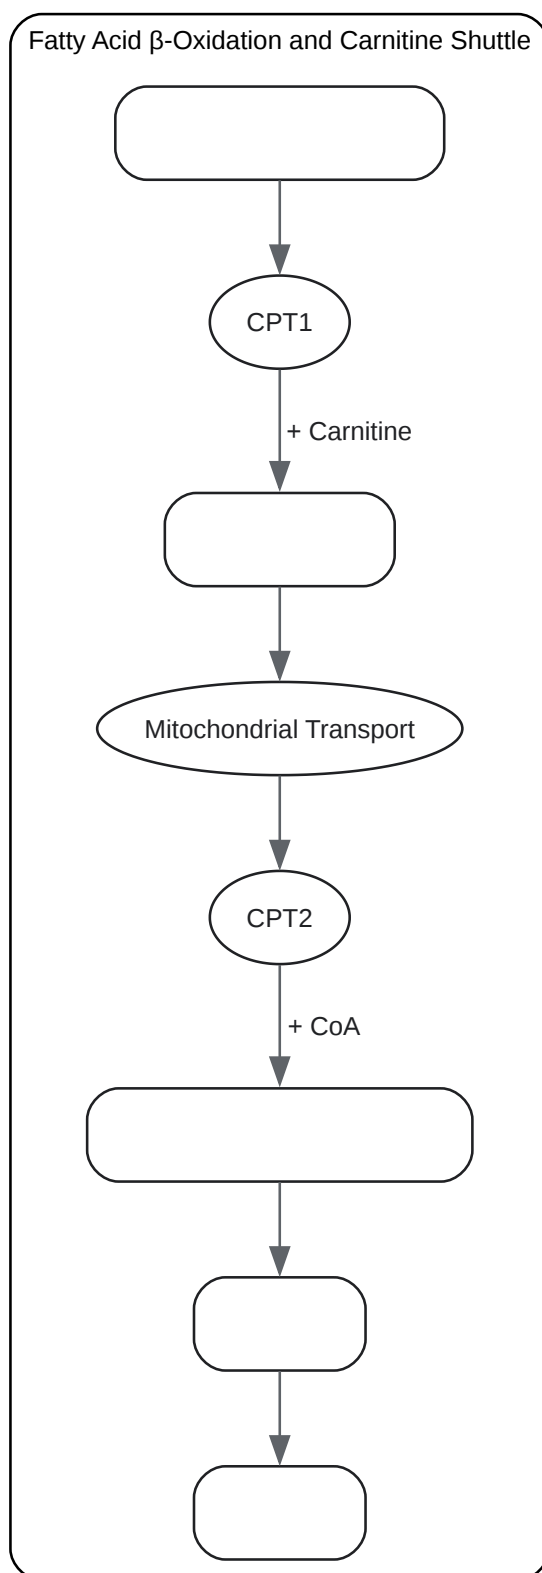 Fatty Acid β-Oxidation and Carnitine Shuttle
CPT1
+ Carnitine
Mitochondrial Transport
CPT2
+ CoA